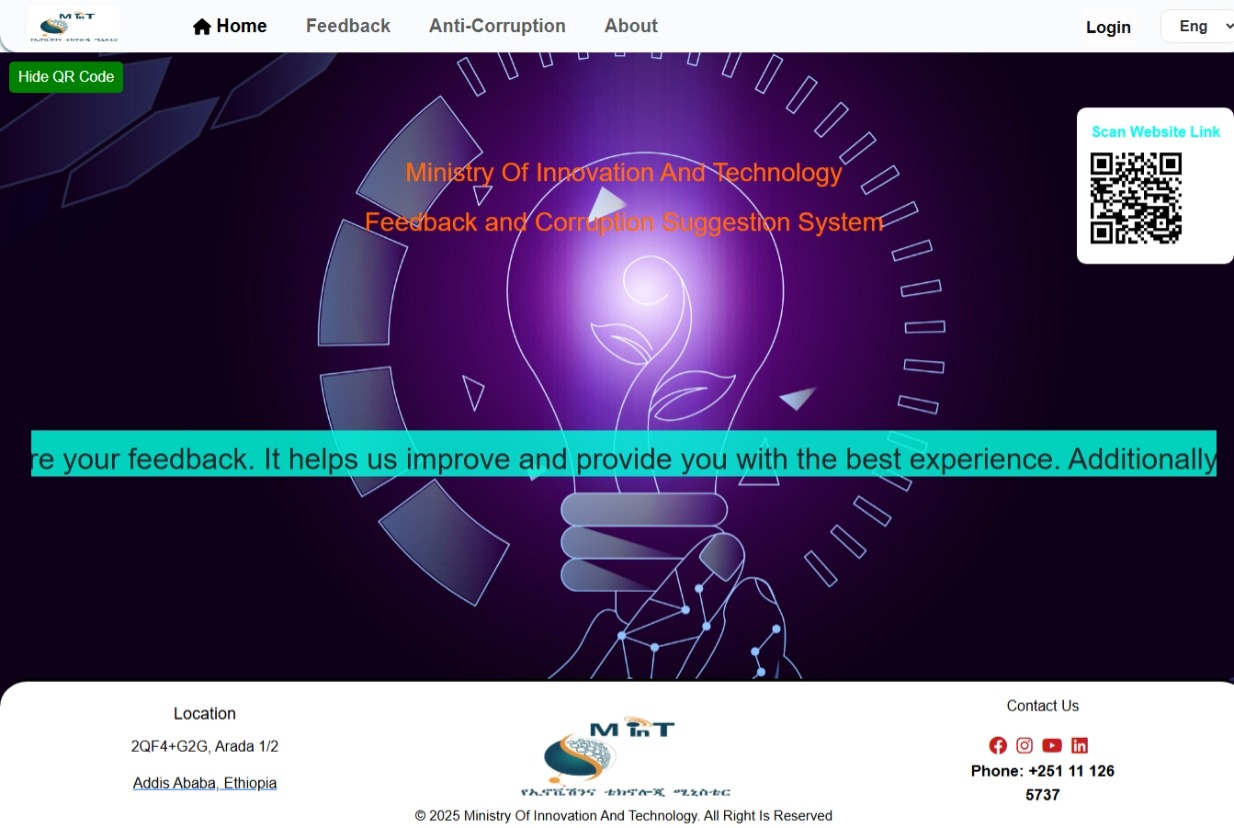 MInT
Home
Feedback
Anti-Corruption
About
Login
Eng
Hide QR Code
Scan Website Link
Ministry Of Innovation And Technology
Feedback and Corruption Suggestion System
re your feedback. It helps us improve and provide you with the best experience. Additionally
Location
2QF4+G2G, Arada 1/2
Addis Ababa, Ethiopia
MInT
የኢኖቬሽንና ቴክኖሎጂ ሚኒስቴር
© 2025 Ministry Of Innovation And Technology. All Right Is Reserved
Contact Us
Phone: +251 11 126
5737